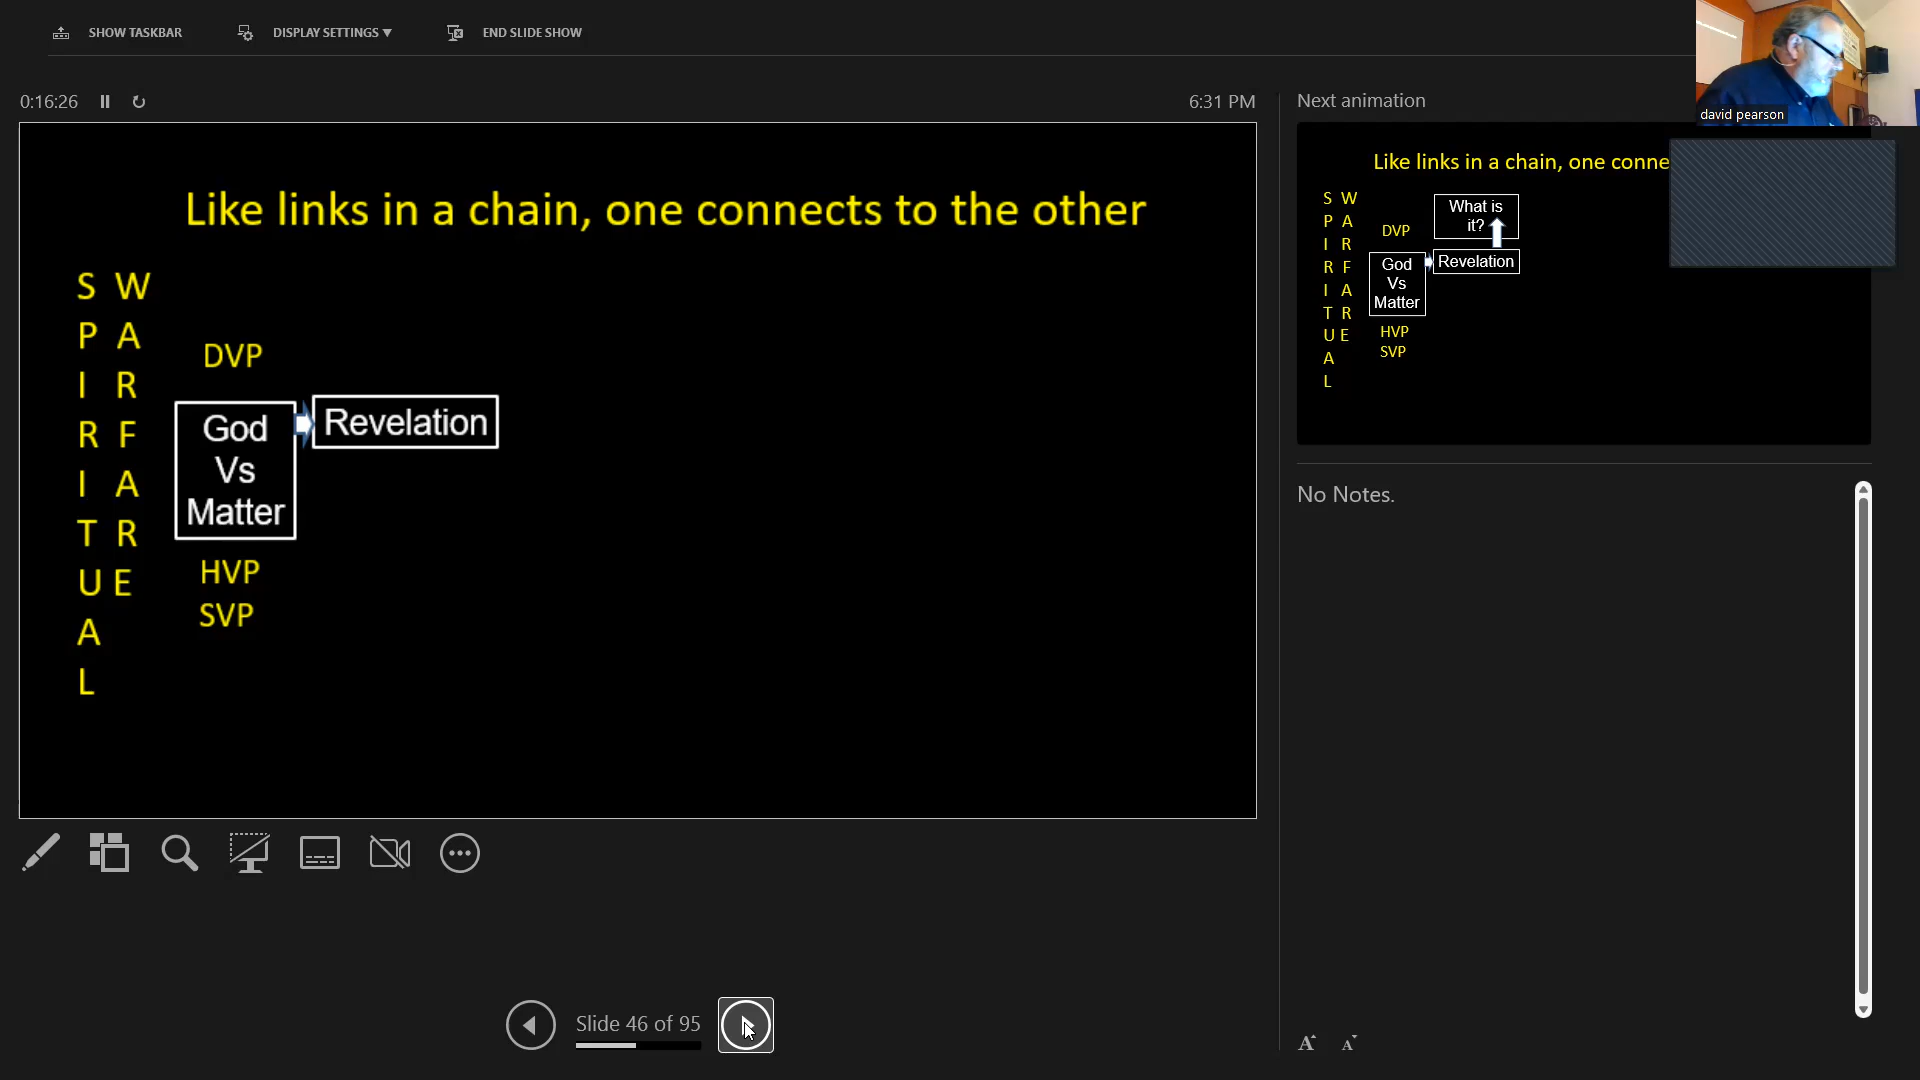 SHOW TASKBAR
DISPLAY SETTINGS ▼
END SLIDE SHOW
0:16:26
6:31 PM
Like links in a chain, one connects to the other
S W
P A
I R
R F
I A
T R
U E
A
L
DVP
God
Vs
Matter
Revelation
HVP
SVP
Slide 46 of 95
Next animation
Like links in a chain, one conne
S W
P A
I R
R F
I A
T R
U E
A
L
DVP
What is
it?
God
Vs
Matter
Revelation
HVP
SVP
david pearson
No Notes.
A A